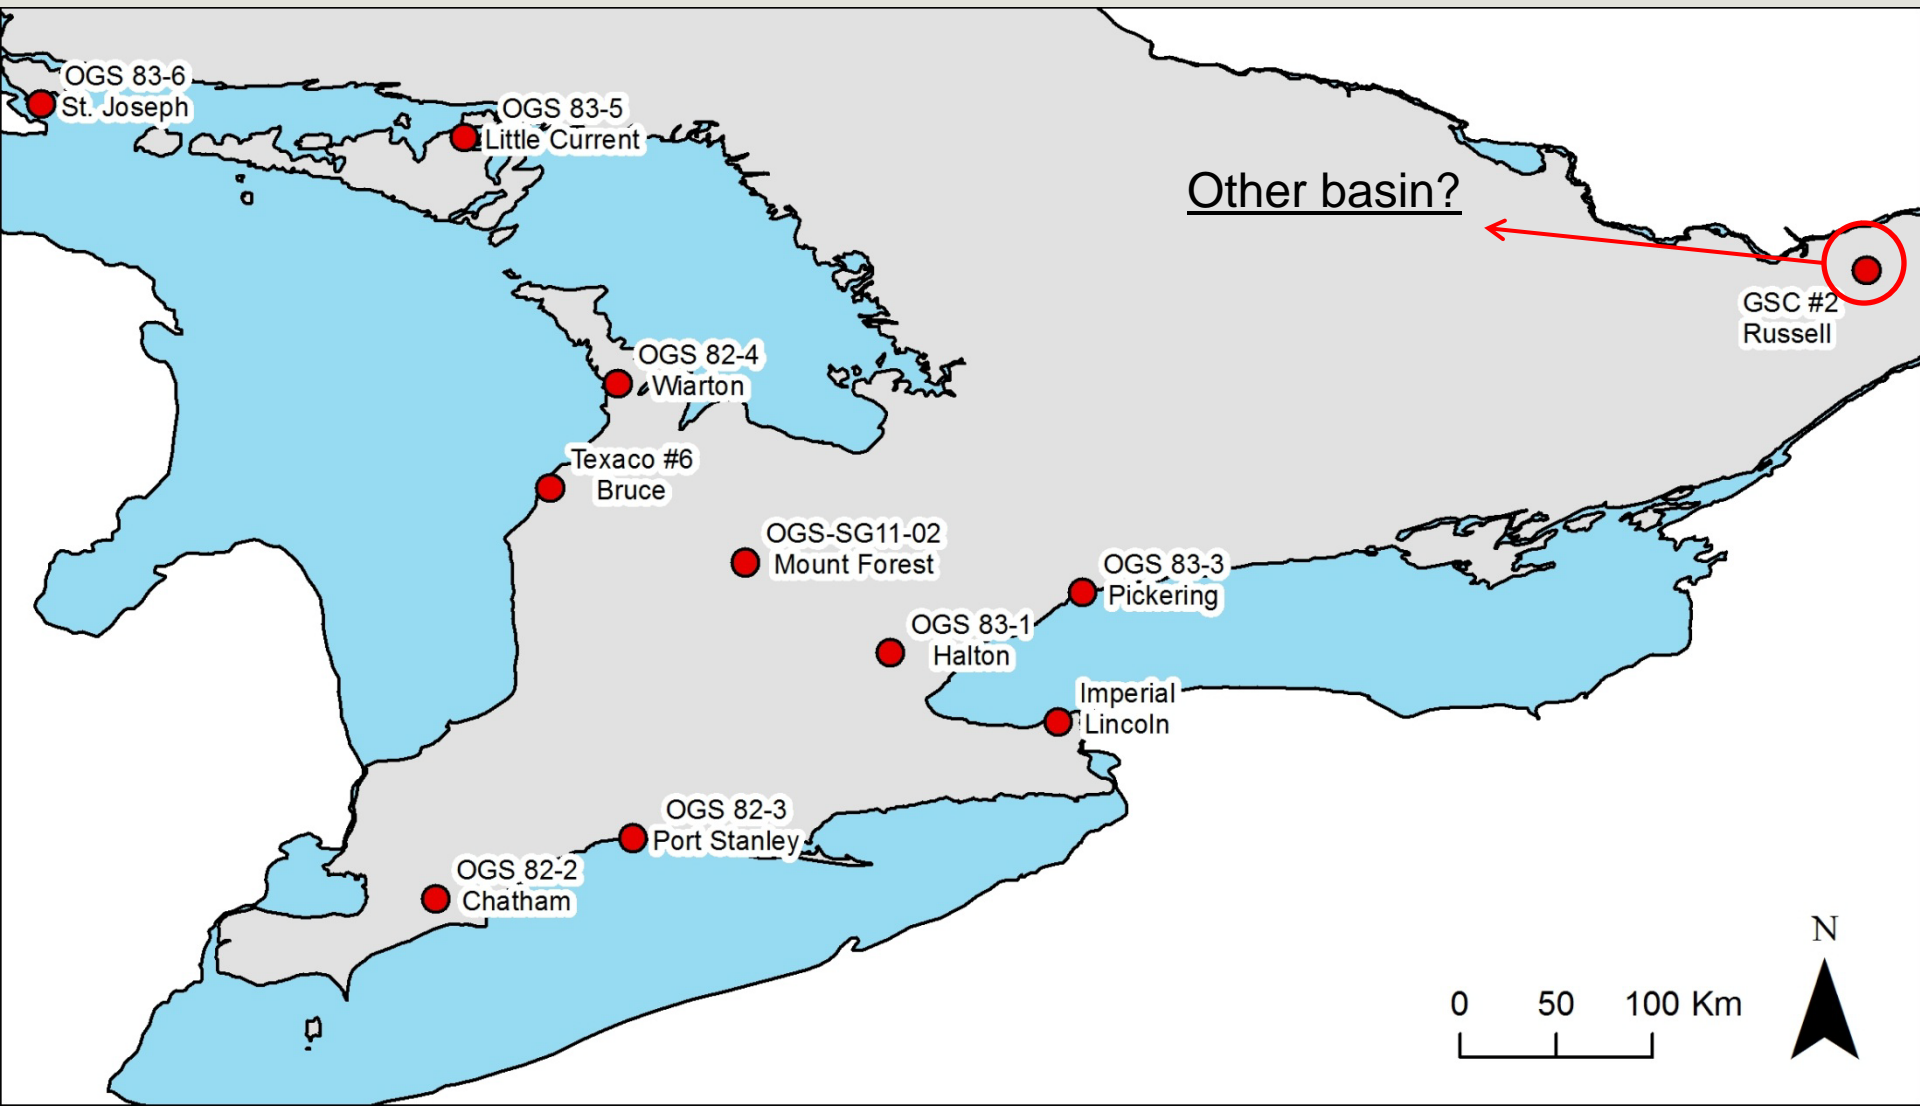 OGS 83-6
St. Joseph
OGS 83-5
Little Current
Other basin?
GSC #2
Russell
OGS 82-4
Wiarton
Texaco #6
Bruce
OGS-SG11-02
Mount Forest
OGS 83-3
Pickering
OGS 83-1
Halton
Imperial
Lincoln
OGS 82-3
Port Stanley
OGS 82-2
Chatham
N
0 50 100 Km